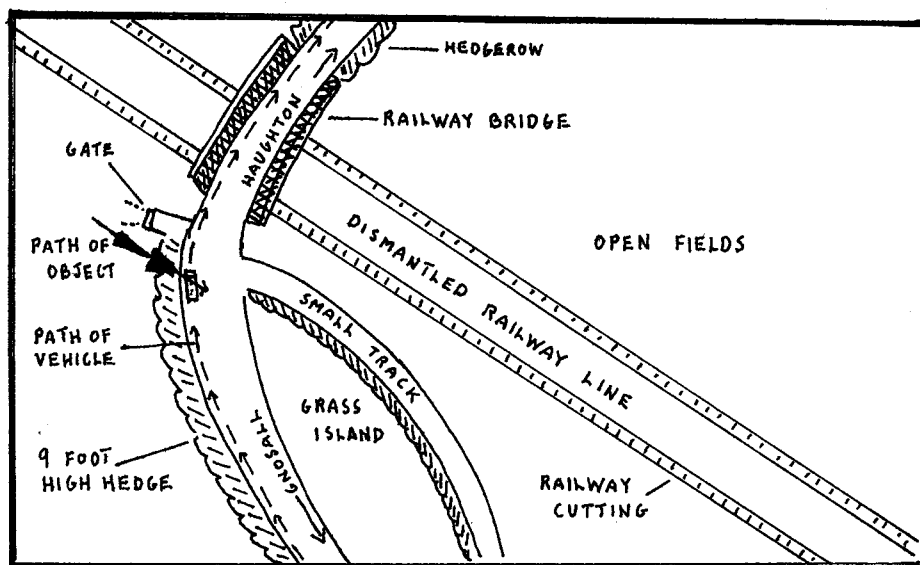 HEDGEROW
RAILWAY BRIDGE
HAUGHTON
GATE
PATH OF
OBJECT
DISMANTLED RAILWAY LINE
OPEN FIELDS
SMALL TRACK
PATH OF
VEHICLE
GRASS
ISLAND
GNOSALL
9 FOOT
HIGH HEDGE
RAILWAY
CUTTING